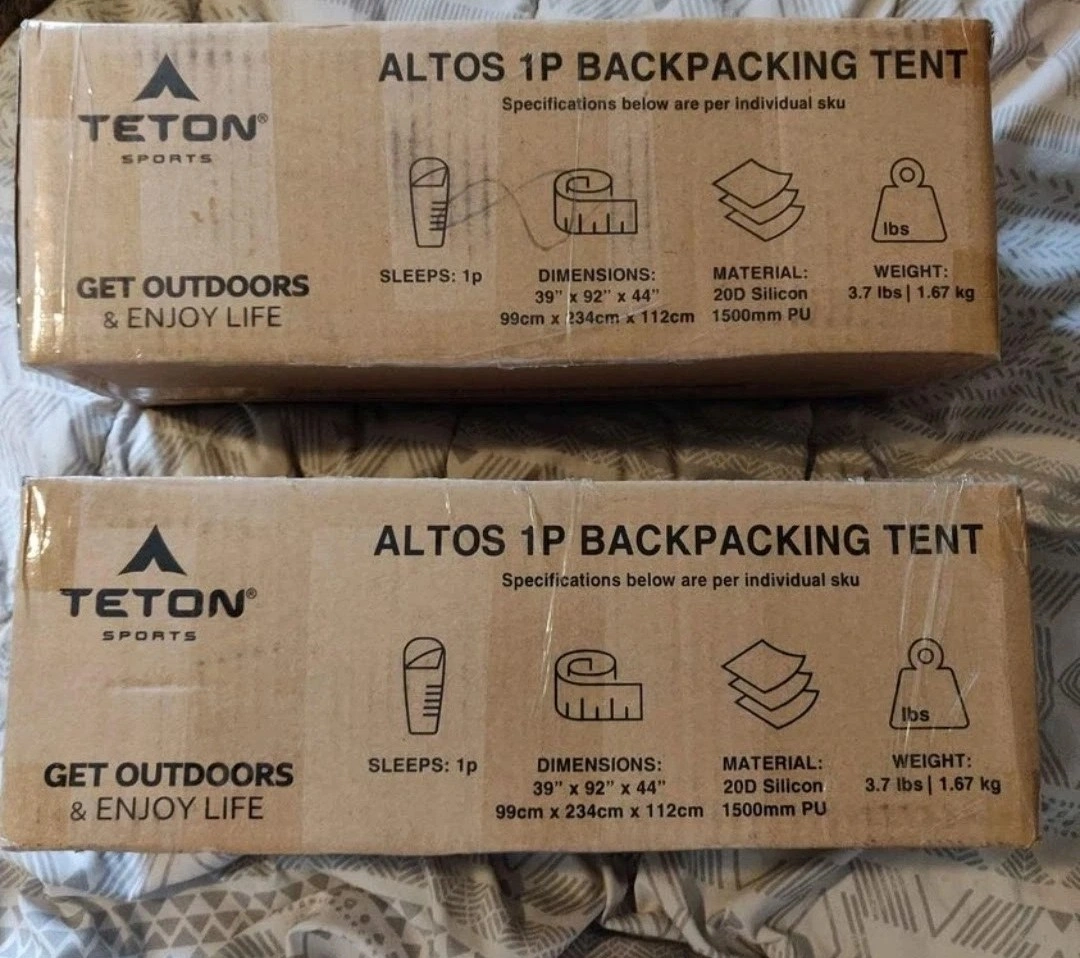 TETON®
SPORTS
GET OUTDOORS
& ENJOY LIFE
ALTOS 1P BACKPACKING TENT
Specifications below are per individual sku
lbs
SLEEPS: 1p
DIMENSIONS:
39” x 92” x 44”
99cm x 234cm x 112cm
MATERIAL:
20D Silicon
1500mm PU
WEIGHT:
3.7 lbs | 1.67 kg
TETON®
SPORTS
GET OUTDOORS
& ENJOY LIFE
ALTOS 1P BACKPACKING TENT
Specifications below are per individual sku
lbs
SLEEPS: 1p
DIMENSIONS:
39” x 92” x 44”
99cm x 234cm x 112cm
MATERIAL:
20D Silicon
1500mm PU
WEIGHT:
3.7 lbs | 1.67 kg